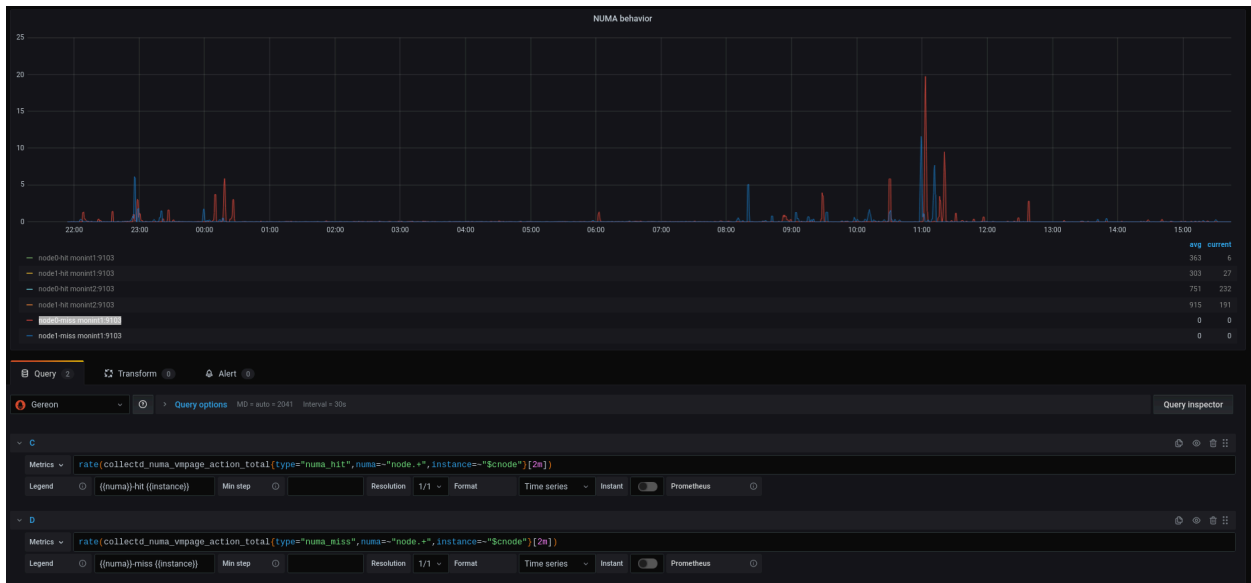 NUMA behavior
25
20
15
10
5
0
22:00 23:00 00:00 01:00 02:00 03:00 04:00 05:00 06:00 07:00 08:00 09:00 10:00 11:00 12:00 13:00 14:00 15:00
avg current
node0-hit monint1:9103 363 6
node1-hit monint1:9103 303 27
node0-hit monint2:9103 751 232
node1-hit monint2:9103 915 191
node0-miss monint1:9103 0 0
node1-miss monint1:9103 0 0
Query 2 Transform 0 Alert 0
Gereon Query options MD = auto = 2041 Interval = 30s Query inspector
C
Metrics rate(collectd_numa_vmpage_action_total{type="numa_hit",numa=~"node.+",instance=~"$cnode"}[2m])
Legend {{numa}}-hit {{instance}} Min step Resolution 1/1 Format Time series Instant Prometheus
D
Metrics rate(collectd_numa_vmpage_action_total{type="numa_miss",numa=~"node.+",instance=~"$cnode"}[2m])
Legend {{numa}}-miss {{instance}} Min step Resolution 1/1 Format Time series Instant Prometheus